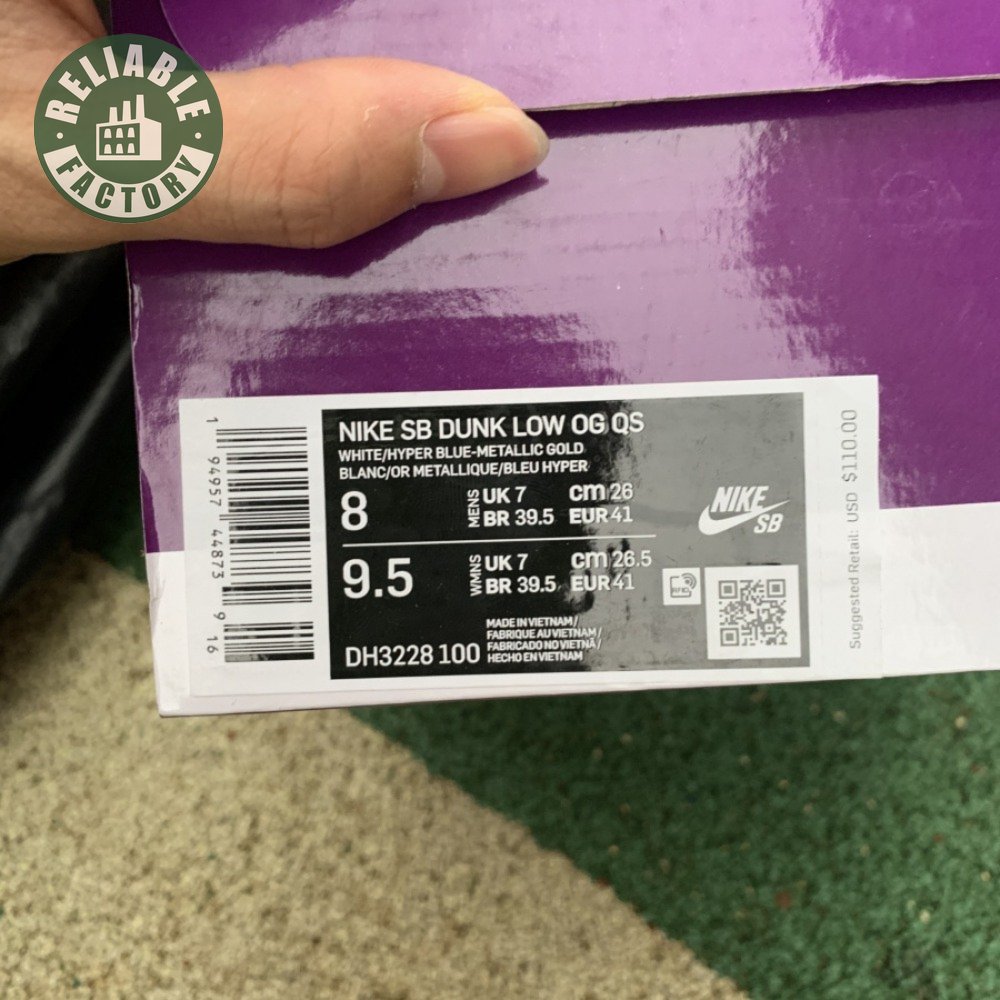 RELIABLE
FACTORY
NIKE SB DUNK LOW OG QS
WHITE/HYPER BLUE-METALLIC GOLD
BLANC/OR METALLIQUE/BLEU HYPER
8
MENS
UK 7 cm 26
BR 39.5 EUR 41
NIKE
SB
9.5
WMNS
UK 7 cm 26.5
BR 39.5 EUR 41
RFID
DH3228 100
MADE IN VIETNAM/
FABRIQUE AU VIETNAM/
FABRICADO NO VIETNÃ/
HECHO EN VIETNAM
1 94957 44873 9 16
Suggested Retail: USD $110.00